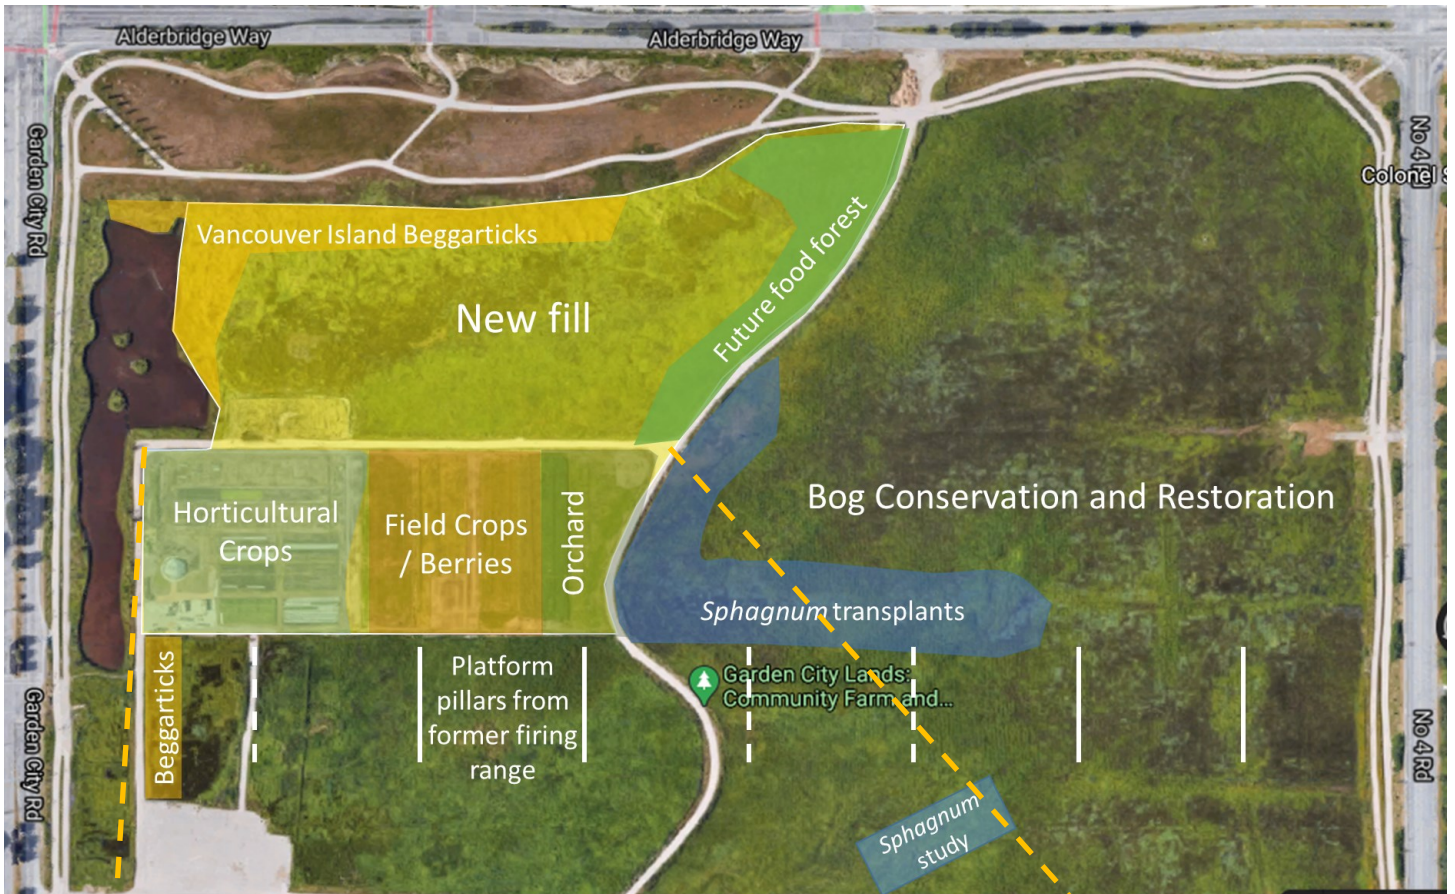 Alderbridge Way
Alderbridge Way
Garden City Rd
No 4 Rd
Colonel S
Vancouver Island Beggarticks
New fill
Future food forest
Horticultural
Crops
Field Crops
/ Berries
Orchard
Bog Conservation and Restoration
Sphagnum transplants
Beggarticks
Platform
pillars from
former firing
range
Garden City Lands:
Community Farm and...
Garden City Rd
No 4 Rd
Sphagnum
study